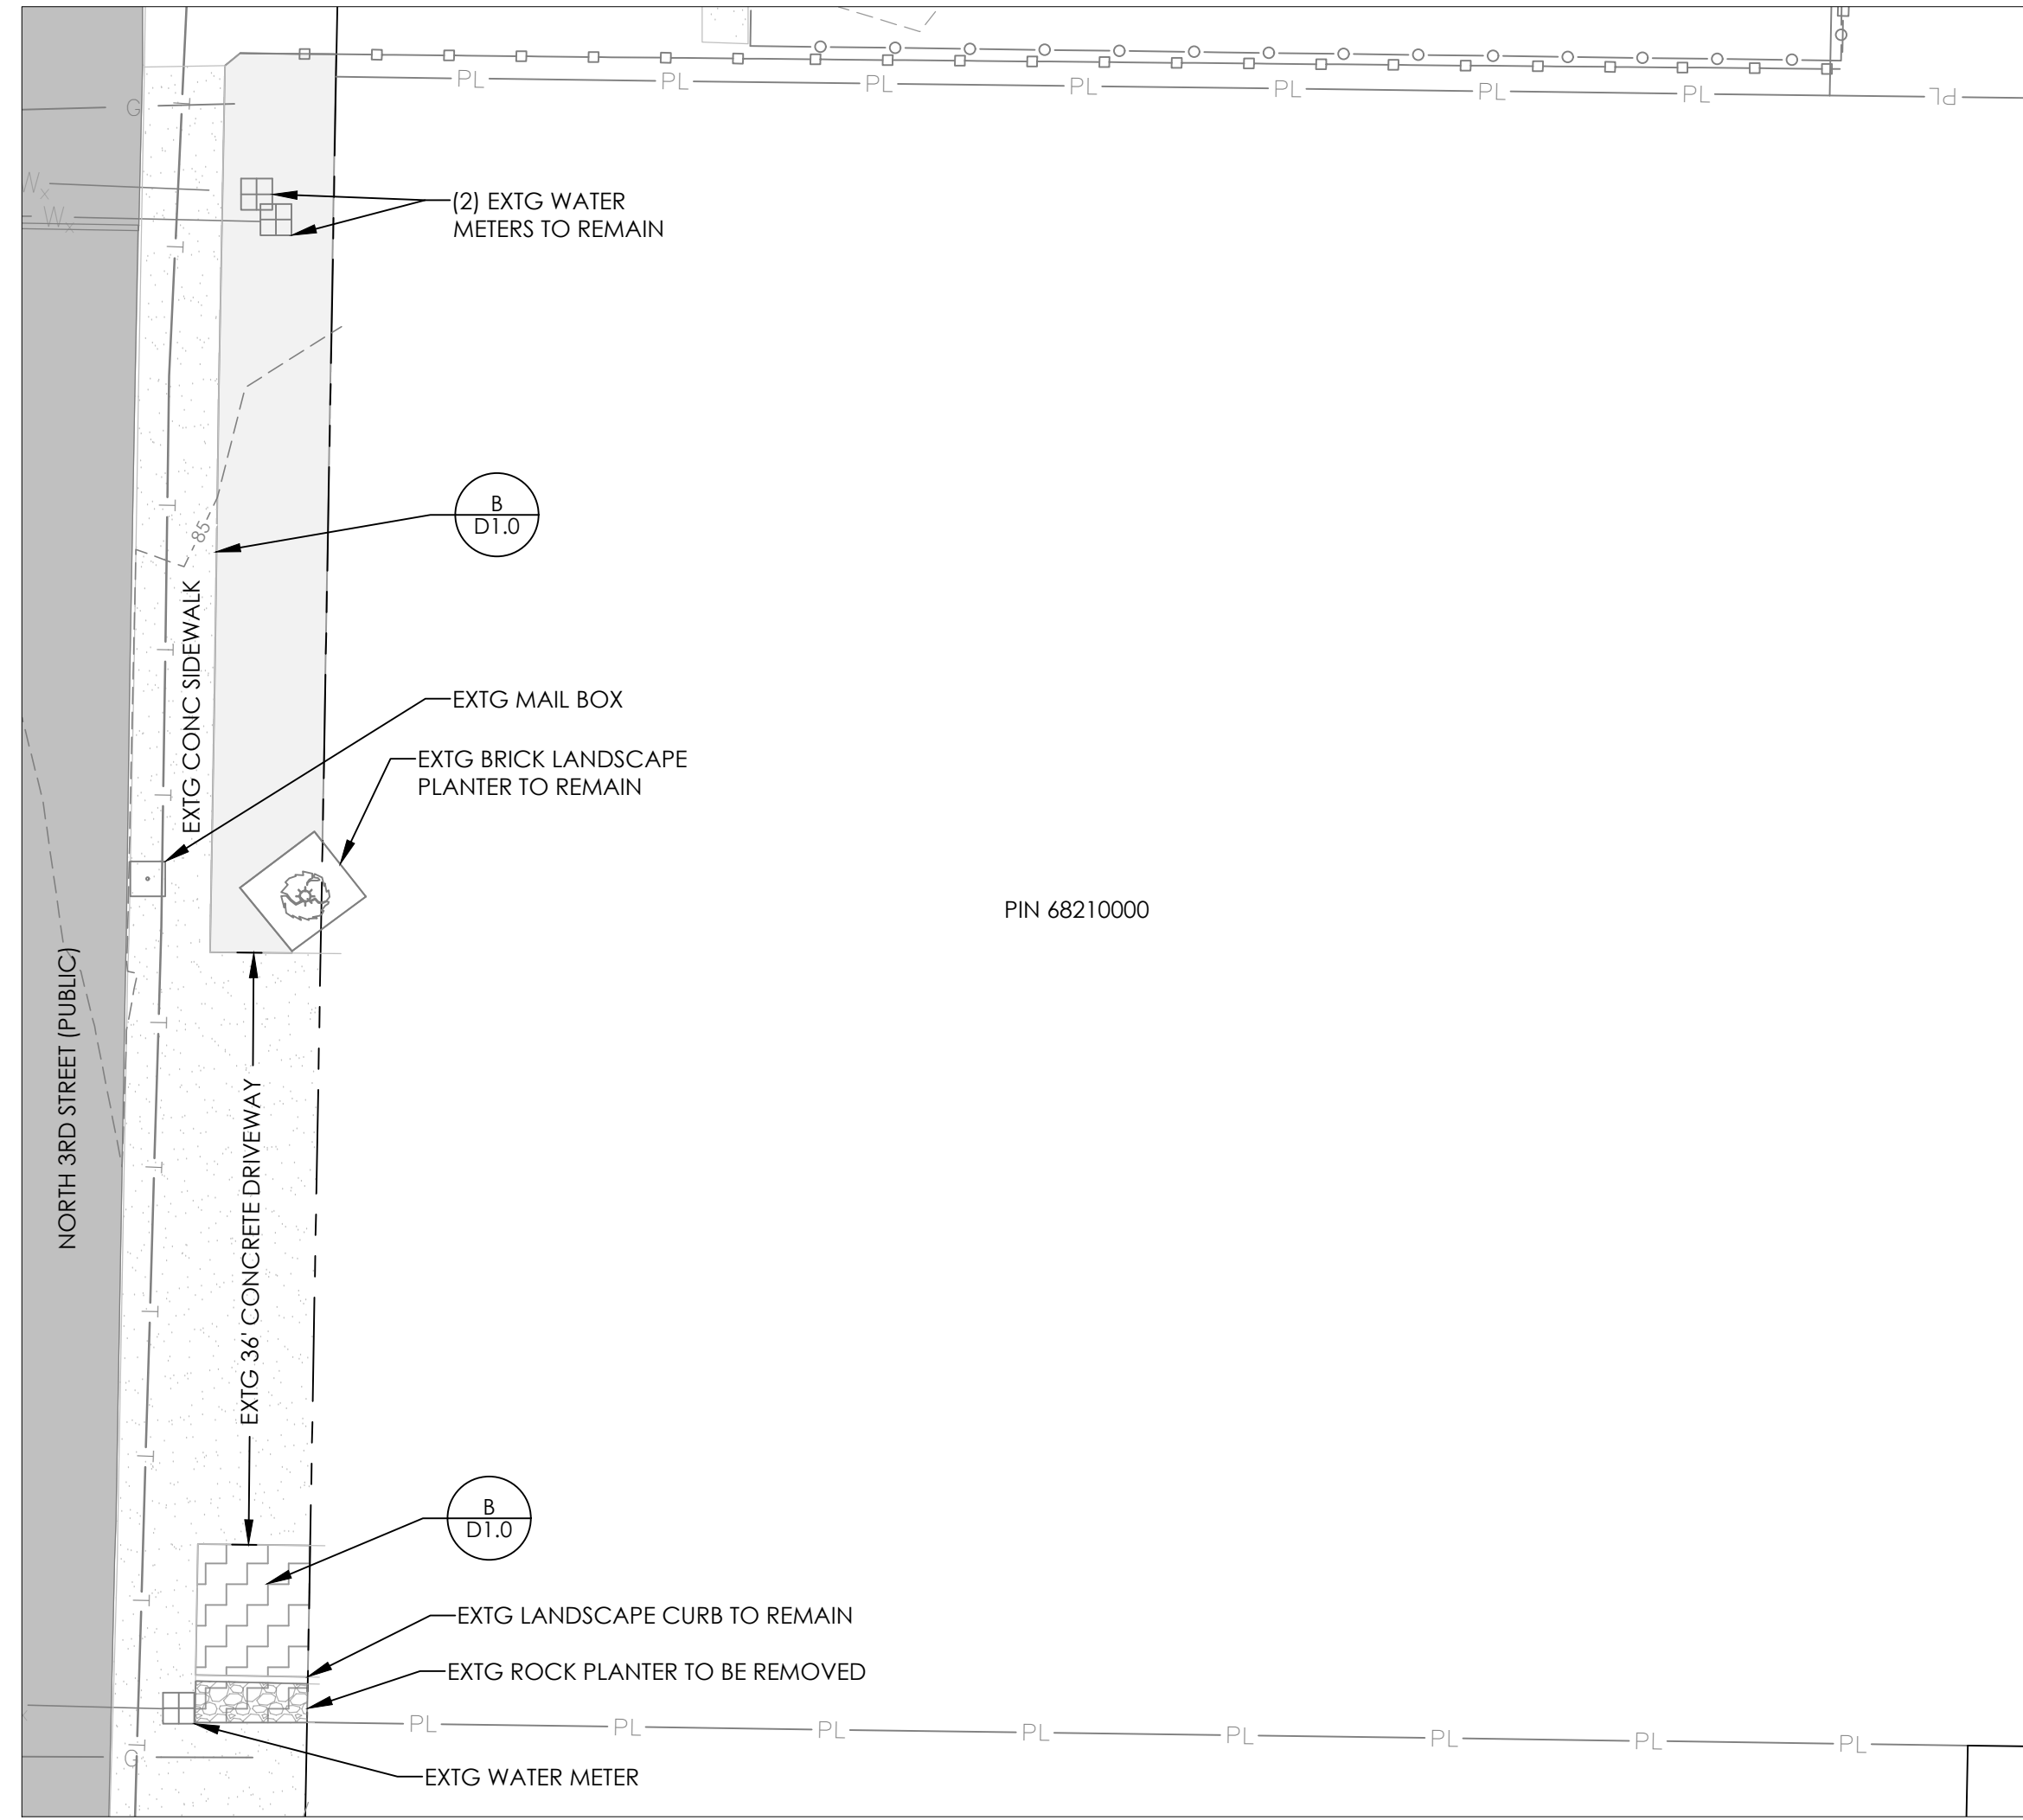 PL PL PL PL PL PL PL PL
G
Wx
(2) EXTG WATER
METERS TO REMAIN
Wx
T
T
B
D1.0
T
85
EXTG CONC SIDEWALK
T
EXTG MAIL BOX
EXTG BRICK LANDSCAPE
PLANTER TO REMAIN
T
PIN 68210000
NORTH 3RD STREET (PUBLIC)
T
T
EXTG 36' CONCRETE DRIVEWAY
T
T
B
D1.0
T
EXTG LANDSCAPE CURB TO REMAIN
EXTG ROCK PLANTER TO BE REMOVED
PL PL PL PL PL PL PL PL
T
G
EXTG WATER METER